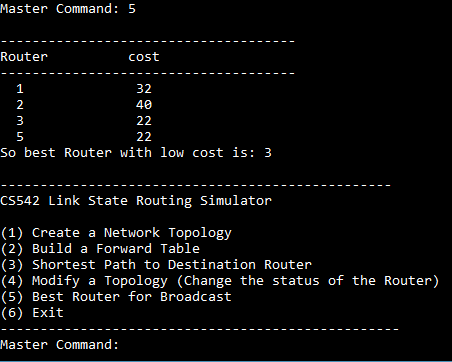 Master Command: 5
-------------------------------------
Router          cost
-------------------------------------
1              32
2              40
3              22
5              22
So best Router with low cost is: 3
-------------------------------------------------
CS542 Link State Routing Simulator
(1) Create a Network Topology
(2) Build a Forward Table
(3) Shortest Path to Destination Router
(4) Modify a Topology (Change the status of the Router)
(5) Best Router for Broadcast
(6) Exit
--------------------------------------------------
Master Command: